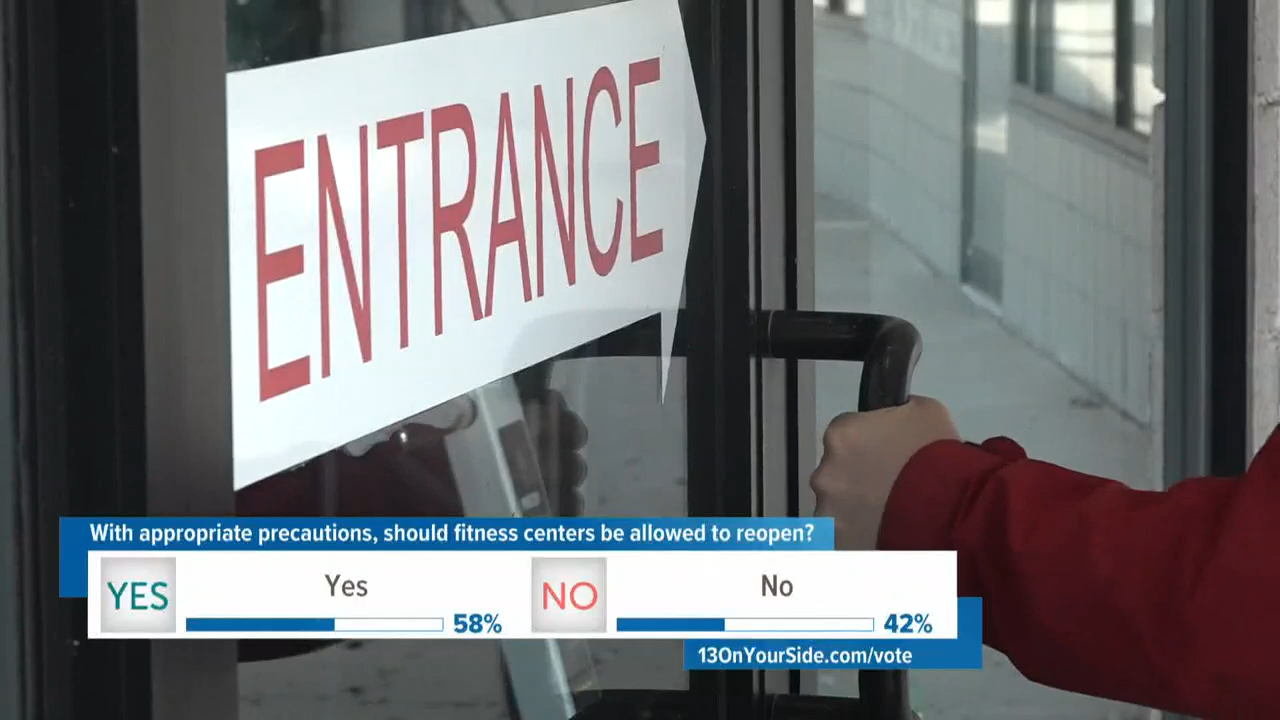 ENTRANCE
With appropriate precautions, should fitness centers be allowed to reopen?
YES Yes 58% NO No 42%
13OnYourSide.com/vote